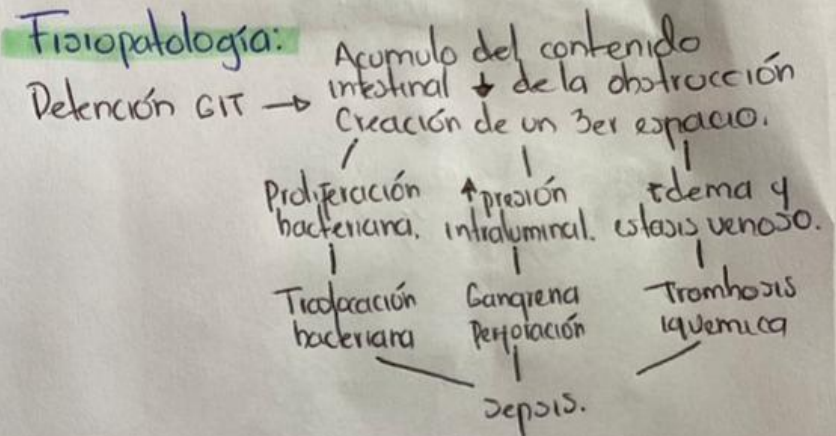 Fisiopatología:
Acumulo del contenido
intestinal ↓ de la obstrucción
Detención GIT → Creación de un 3er espacio.
Proliferación ↑ presión edema y
bacteriana. intraluminal. estasis venoso.
Ticolocación Gangrena Trombosis
bacteriana Perforación iquemica
sepsis.